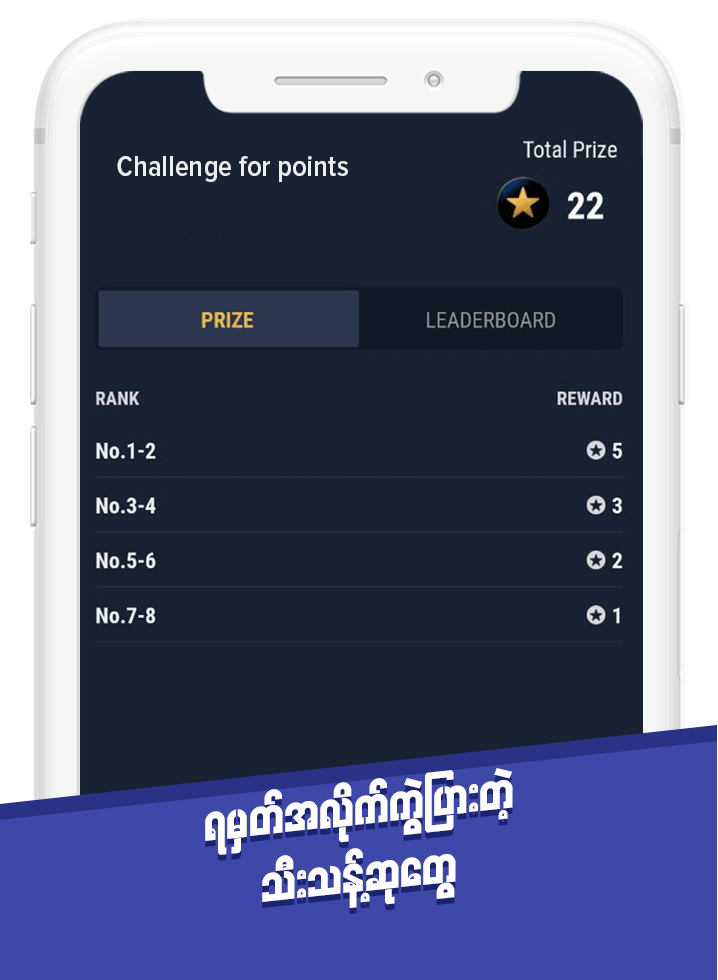 Challenge for points
Total Prize
22
PRIZE
LEADERBOARD
RANK
REWARD
No.1-2
5
No.3-4
3
No.5-6
2
No.7-8
1
ရမှတ်အလိုက်ကွဲပြားတဲ့
သီးသန့်ဆုတွေ